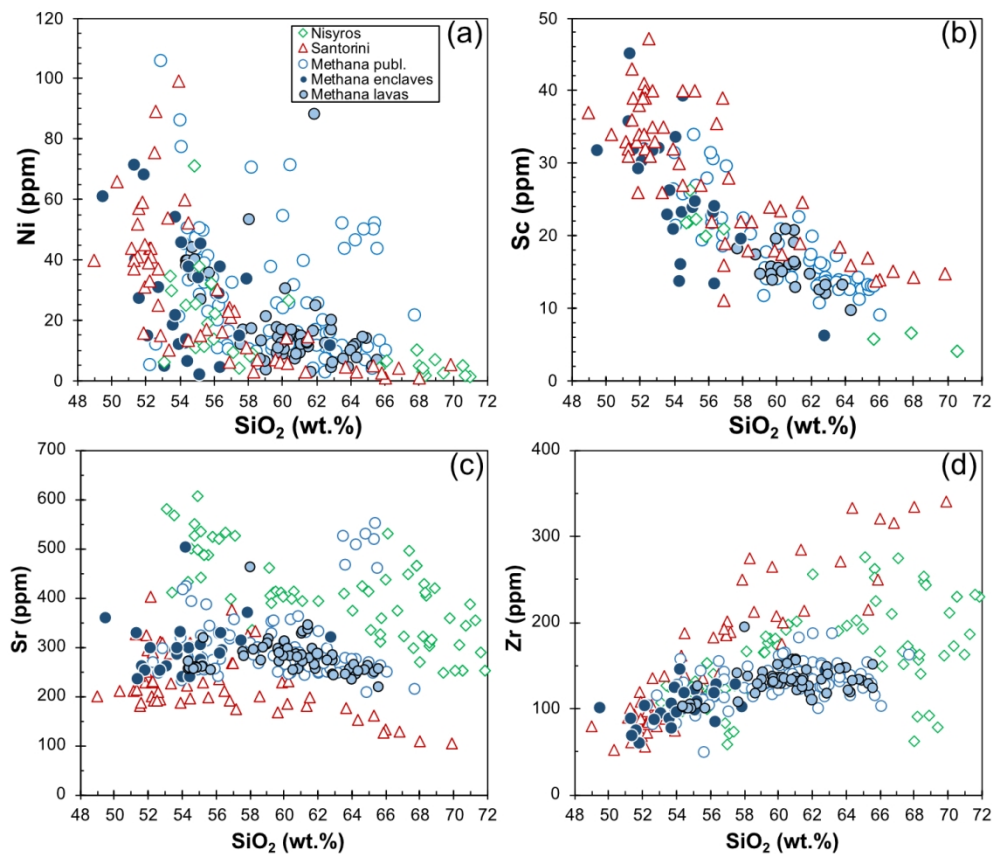 (a)
Nisyros
Santorini
Methana publ.
Methana enclaves
Methana lavas
Ni (ppm)
120
100
80
60
40
20
0
48 50 52 54 56 58 60 62 64 66 68 70 72
SiO₂ (wt.%)
(b)
Sc (ppm)
50
40
30
20
10
0
48 50 52 54 56 58 60 62 64 66 68 70 72
SiO₂ (wt.%)
(c)
Sr (ppm)
700
600
500
400
300
200
100
0
48 50 52 54 56 58 60 62 64 66 68 70 72
SiO₂ (wt.%)
(d)
Zr (ppm)
400
300
200
100
0
48 50 52 54 56 58 60 62 64 66 68 70 72
SiO₂ (wt.%)